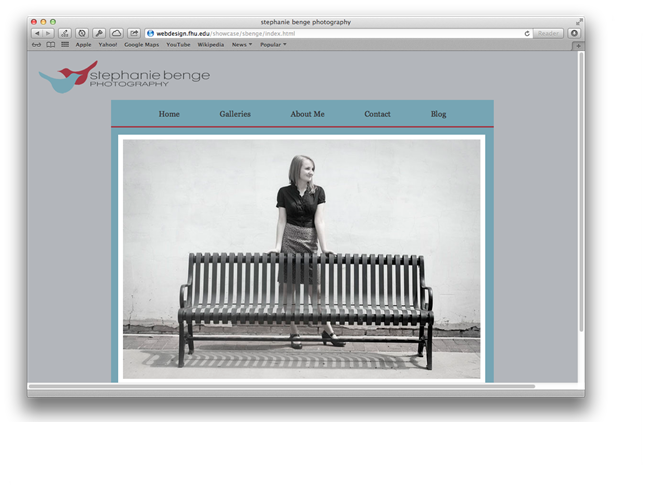 stephanie benge photography
webdesign.fhu.edu/showcase/sbenge/index.html
Reader
Apple Yahoo! Google Maps YouTube Wikipedia News Popular
stephanie benge
PHOTOGRAPHY
Home Galleries About Me Contact Blog